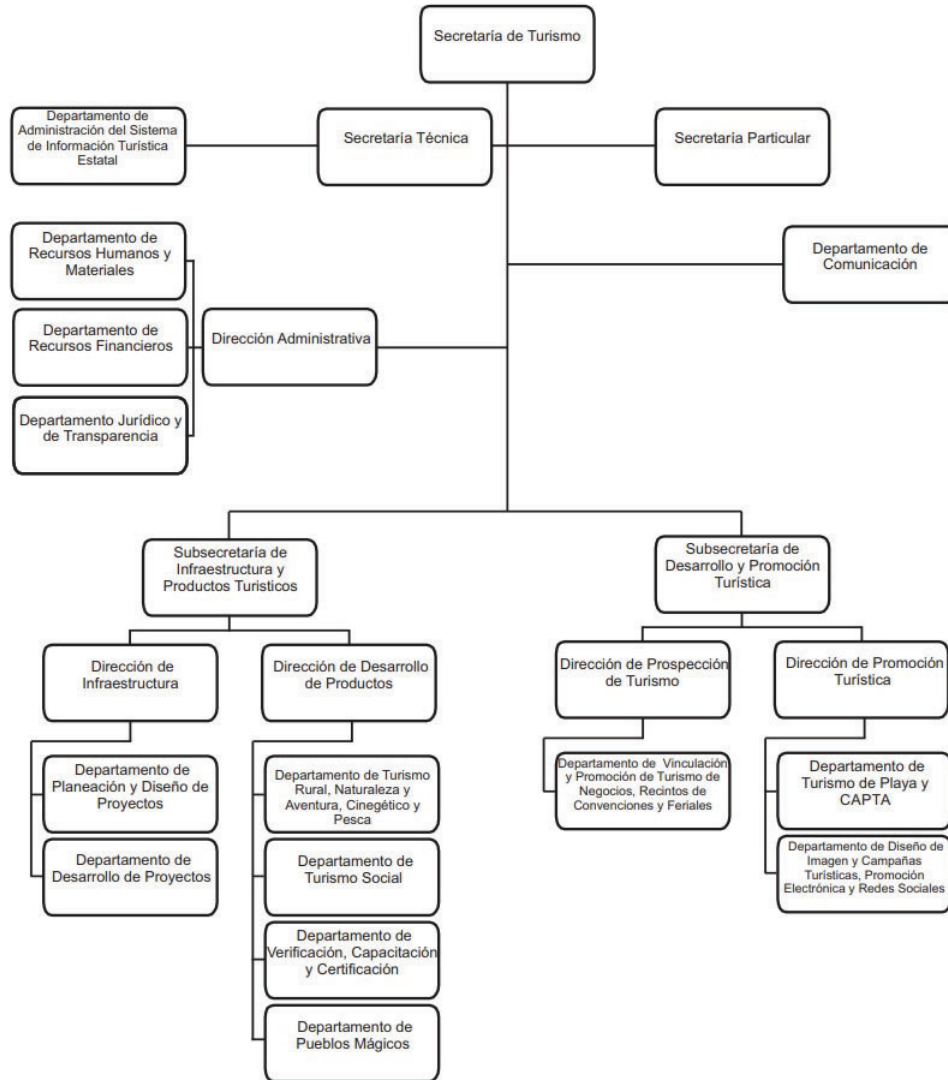 Secretaría de Turismo
Departamento de
Administración del Sistema
de Información Turística
Estatal
Secretaría Técnica
Secretaría Particular
Departamento de
Recursos Humanos y
Materiales
Departamento de
Comunicación
Departamento de
Recursos Financieros
Dirección Administrativa
Departamento Jurídico y
de Transparencia
Subsecretaría de
Infraestructura y
Productos Turisticos
Subsecretaría de
Desarrollo y Promoción
Turística
Dirección de
Infraestructura
Dirección de Desarrollo
de Productos
Dirección de Prospección
de Turismo
Dirección de Promoción
Turística
Departamento de
Planeación y Diseño de
Proyectos
Departamento de
Desarrollo de Proyectos
Departamento de Turismo
Rural, Naturaleza y
Aventura, Cinegético y
Pesca
Departamento de
Turismo Social
Departamento de
Verificación, Capacitación
y Certificación
Departamento de
Pueblos Mágicos
Departamento de Vinculación
y Promoción de Turismo de
Negocios, Recintos de
Convenciones y Feriales
Departamento de
Turismo de Playa y
CAPTA
Departamento de Diseño de
Imagen y Campañas
Turísticas, Promoción
Electrónica y Redes Sociales